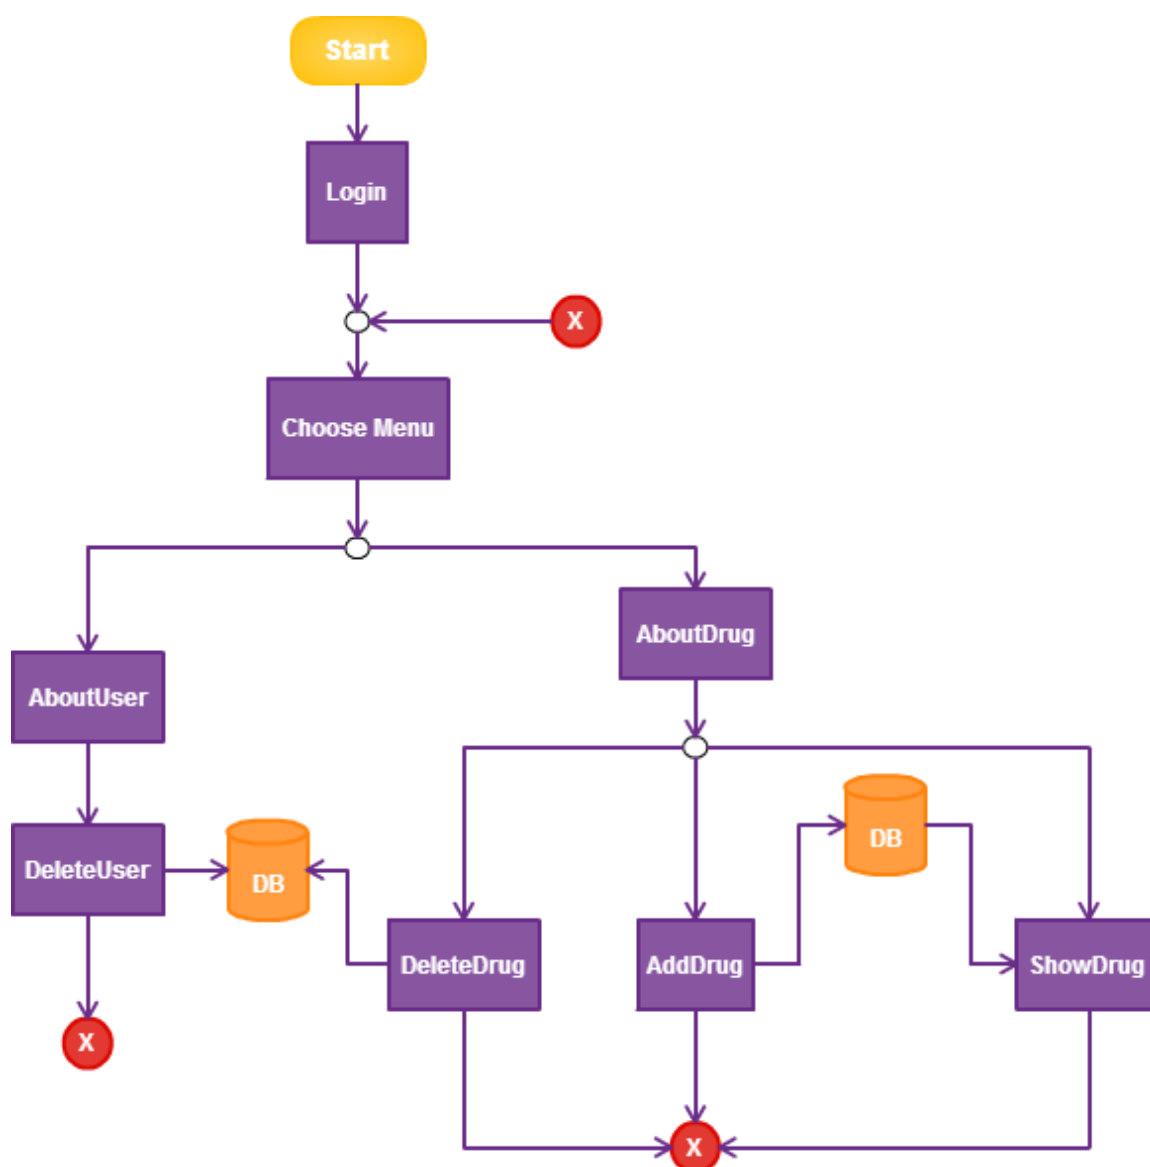 Start
Login
X
Choose Menu
AboutDrug
AboutUser
DB
DeleteUser
DB
DeleteDrug
AddDrug
ShowDrug
X
X